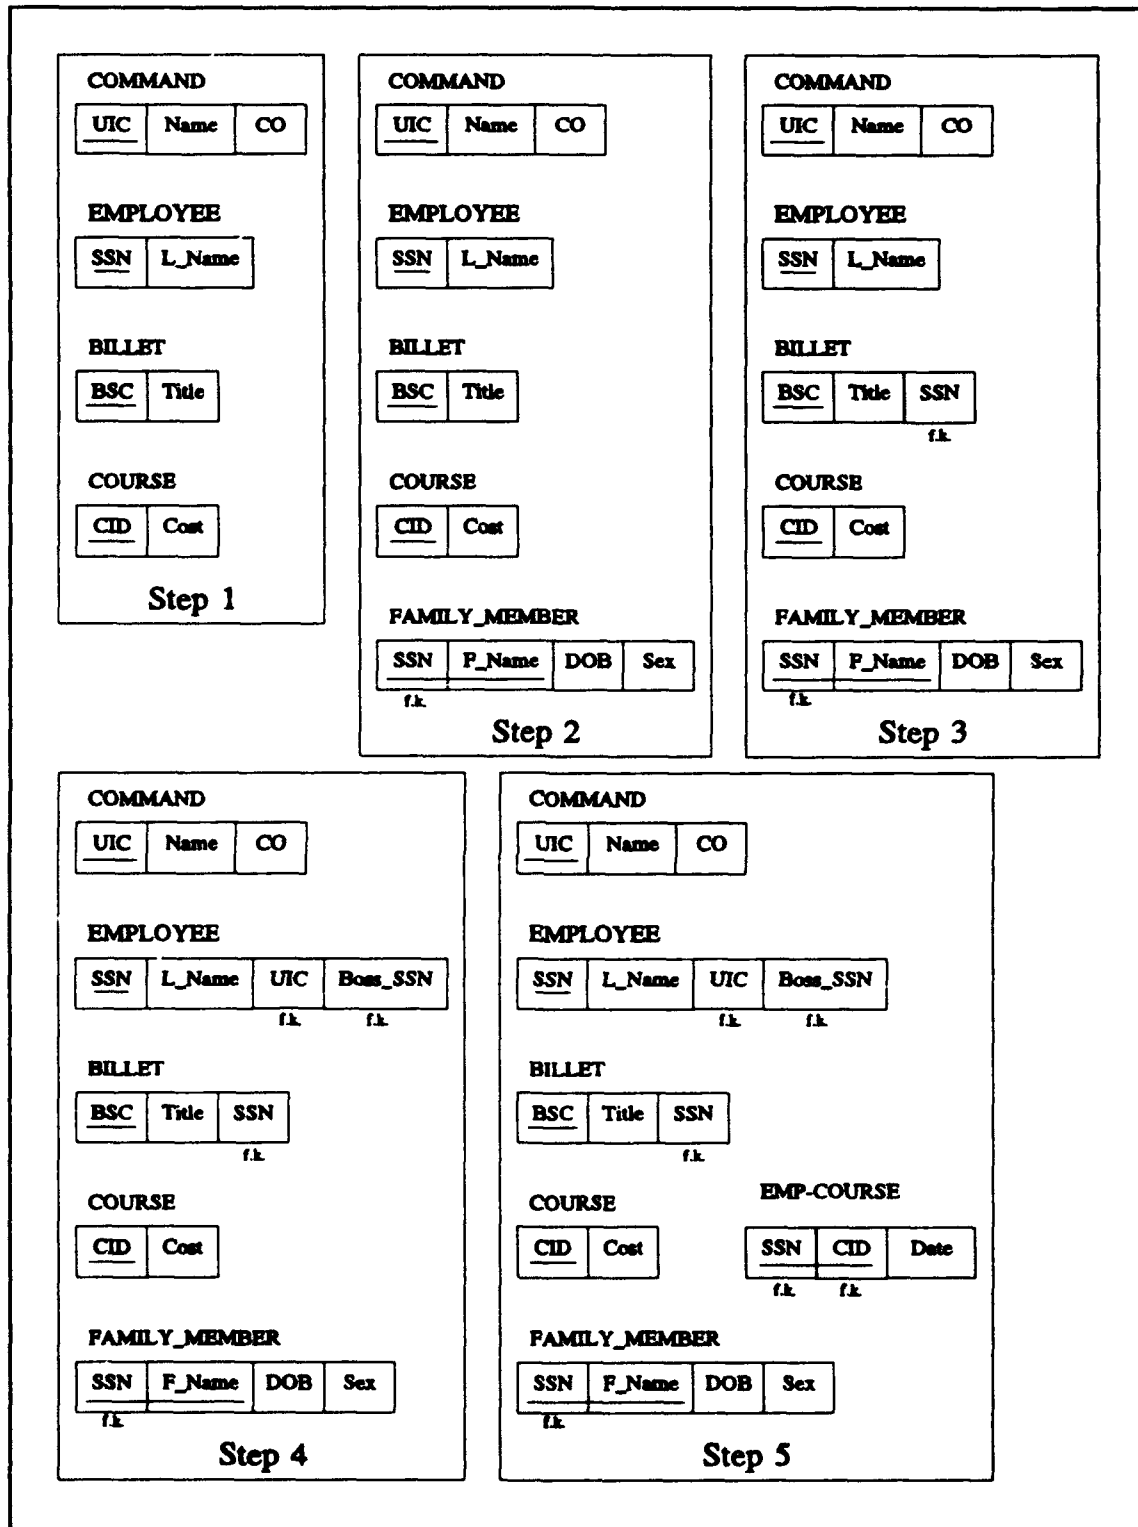 COMMAND
UIC Name CO
EMPLOYEE
SSN L_Name
BILLET
BSC Title
COURSE
CID Cost
Step 1
COMMAND
UIC Name CO
EMPLOYEE
SSN L_Name
BILLET
BSC Title
COURSE
CID Cost
FAMILY_MEMBER
SSN F_Name DOB Sex
f.k.
Step 2
COMMAND
UIC Name CO
EMPLOYEE
SSN L_Name
BILLET
BSC Title SSN
f.k.
COURSE
CID Cost
FAMILY_MEMBER
SSN F_Name DOB Sex
f.k.
Step 3
COMMAND
UIC Name CO
EMPLOYEE
SSN L_Name UIC Boss_SSN
f.k. f.k.
BILLET
BSC Title SSN
f.k.
COURSE
CID Cost
FAMILY_MEMBER
SSN F_Name DOB Sex
f.k.
Step 4
COMMAND
UIC Name CO
EMPLOYEE
SSN L_Name UIC Boss_SSN
f.k. f.k.
BILLET
BSC Title SSN
f.k.
COURSE
CID Cost
EMP-COURSE
SSN CID Date
f.k. f.k.
FAMILY_MEMBER
SSN F_Name DOB Sex
f.k.
Step 5